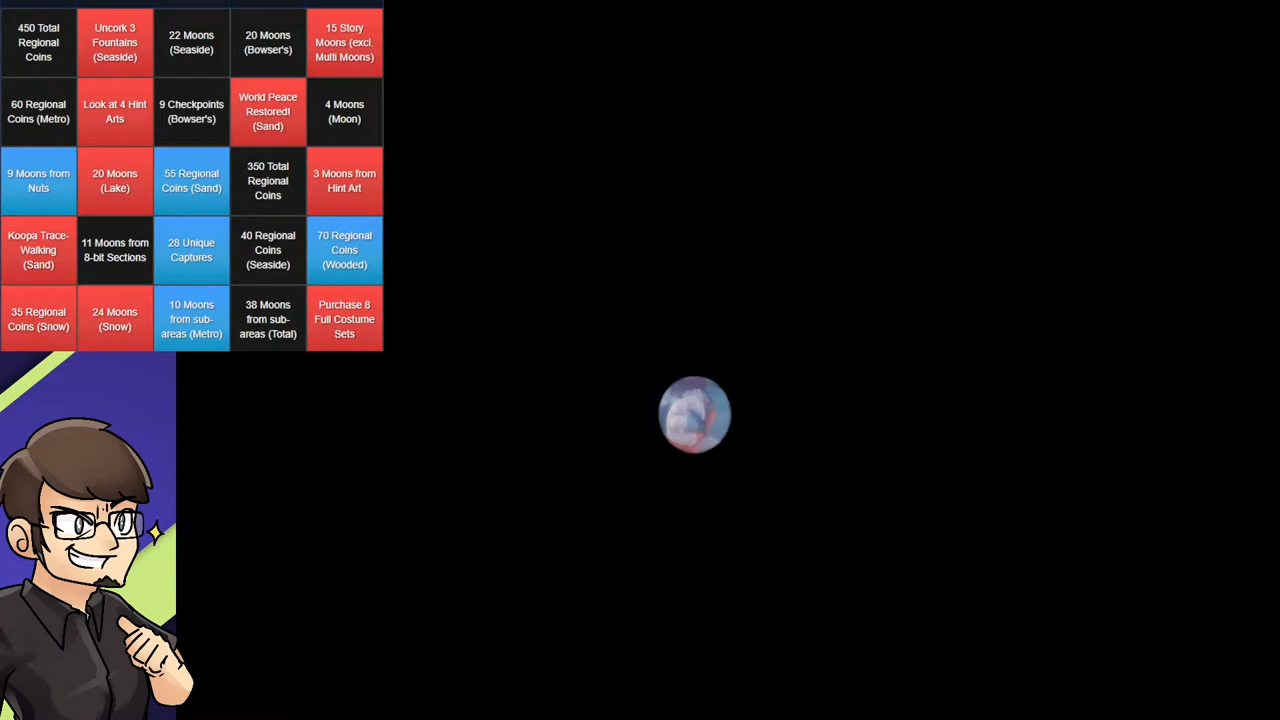 450 Total
Regional
Coins
Uncork 3
Fountains
(Seaside)
22 Moons
(Seaside)
20 Moons
(Bowser's)
15 Story
Moons (excl.
Multi Moons)
60 Regional
Coins (Metro)
Look at 4 Hint
Arts
9 Checkpoints
(Bowser's)
World Peace
Restored!
(Sand)
4 Moons
(Moon)
9 Moons from
Nuts
20 Moons
(Lake)
55 Regional
Coins (Sand)
350 Total
Regional
Coins
3 Moons from
Hint Art
Koopa Trace-
Walking
(Sand)
11 Moons from
8-bit Sections
28 Unique
Captures
40 Regional
Coins
(Seaside)
70 Regional
Coins
(Wooded)
35 Regional
Coins (Snow)
24 Moons
(Snow)
10 Moons
from sub-
areas (Metro)
38 Moons
from sub-
areas (Total)
Purchase 8
Full Costume
Sets